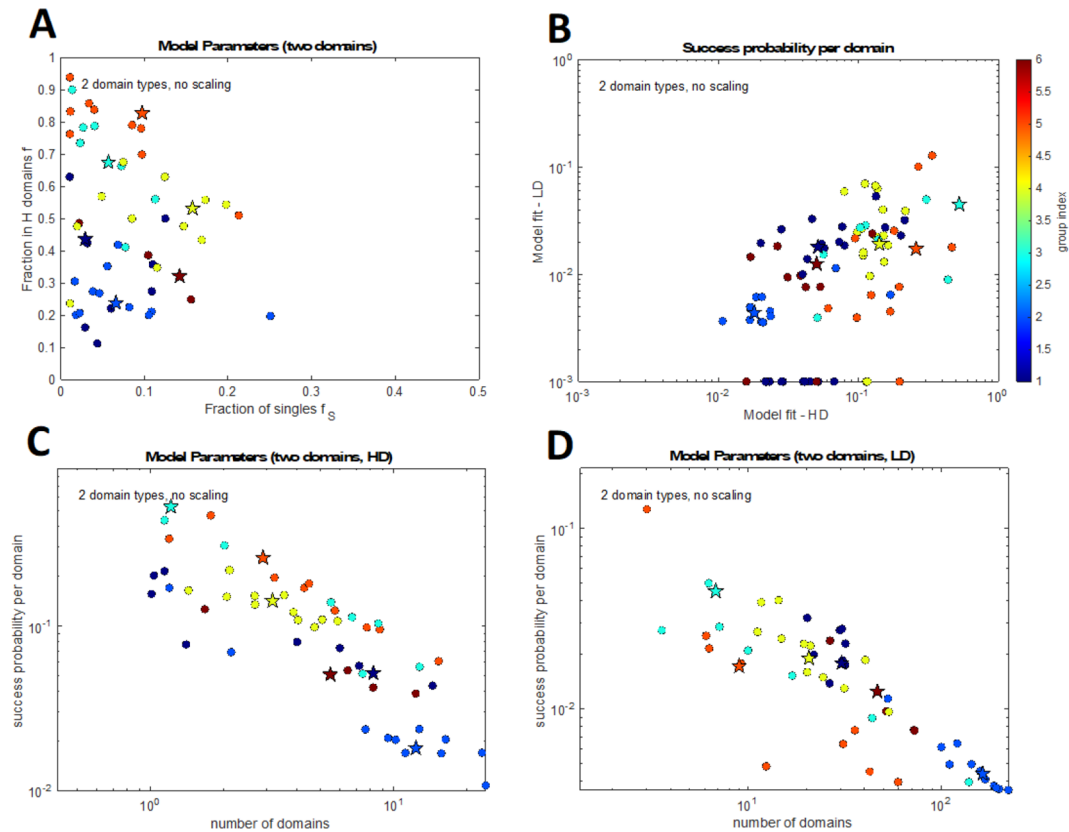 A
Model Parameters (two domains)
2 domain types, no scaling
Fraction in H domains f
1
0.9
0.8
0.7
0.6
0.5
0.4
0.3
0.2
0.1
0
0 0.1 0.2 0.3 0.4 0.5
Fraction of singles f_S
B
Success probability per domain
2 domain types, no scaling
Model fit - LD
10^0
10^-1
10^-2
10^-3
10^-3 10^-2 10^-1 10^0
Model fit - HD
6
5.5
5
4.5
4
3.5
3
2.5
2
1.5
1
group index
C
Model Parameters (two domains, HD)
2 domain types, no scaling
success probability per domain
10^-1
10^-2
10^0 10^1
number of domains
D
Model Parameters (two domains, LD)
2 domain types, no scaling
success probability per domain
10^-1
10^-2
10^1 10^2
number of domains